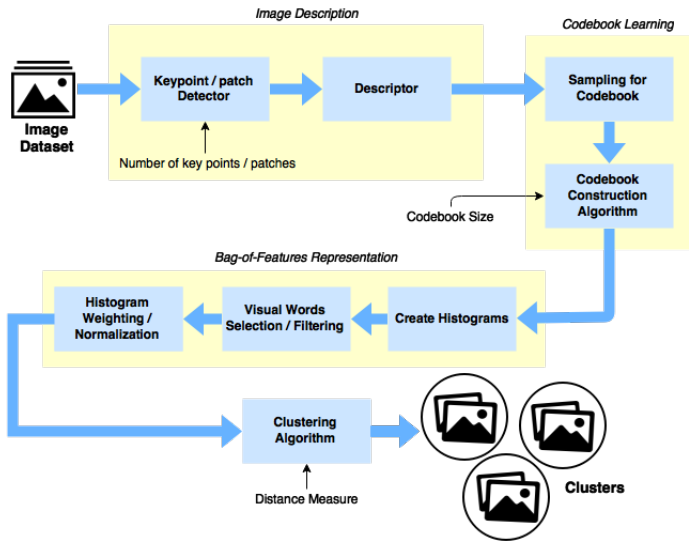 Image Description
Codebook Learning
Keypoint / patch
Detector
Descriptor
Sampling for
Codebook
Image
Dataset
Number of key points / patches
Codebook
Construction
Algorithm
Codebook Size
Bag-of-Features Representation
Histogram
Weighting /
Normalization
Visual Words
Selection / Filtering
Create Histograms
Clustering
Algorithm
Clusters
Distance Measure